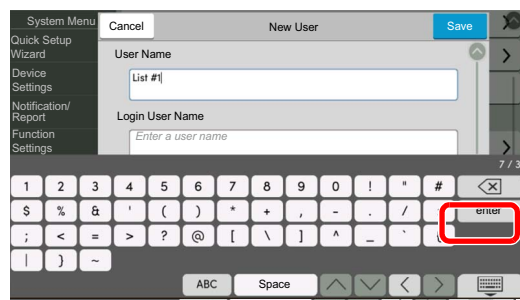 System Menu
Cancel
New User
Save
Quick Setup
Wizard
User Name
Device
Settings
List #1
Notification/
Report
Login User Name
Function
Settings
Enter a user name
7 / 3
1 2 3 4 5 6 7 8 9 0 ! " #
$ % & ' ( ) * + , - . / enter
; < = > ? @ [ \ ] ^ _ `
| } ~
ABC Space